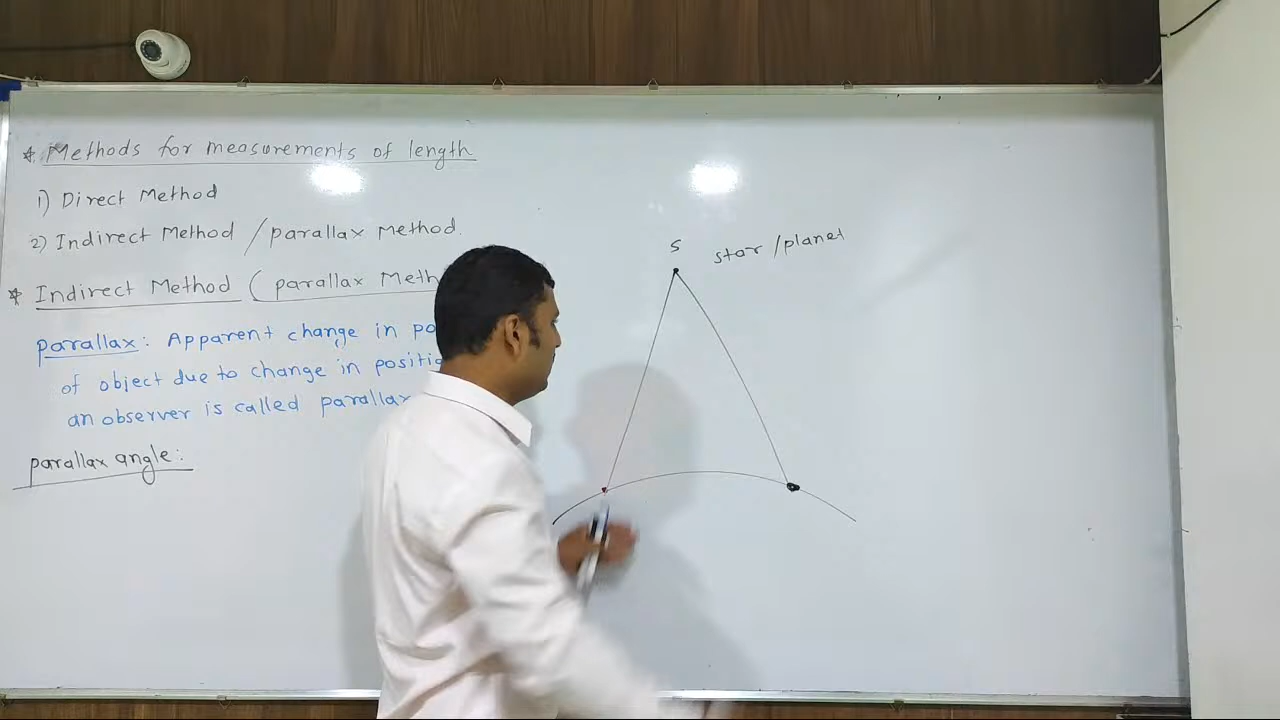 * Methods for measurements of length
1) Direct Method
2) Indirect Method / parallax Method.
* Indirect Method ( parallax Meth
parallax : Apparent change in po
of object due to change in positio
an observer is called parallax
parallax angle :
S
star / planet